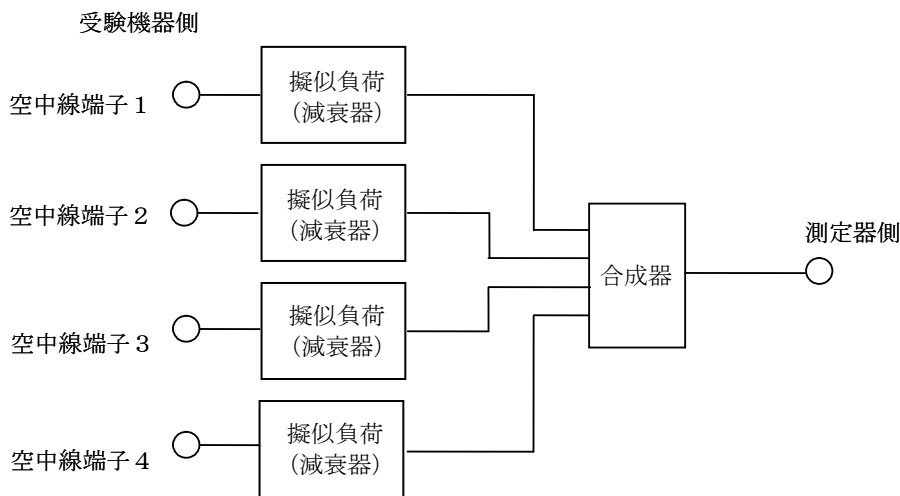 受験機器側
空中線端子１
擬似負荷
（減衰器）
空中線端子２
擬似負荷
（減衰器）
合成器
測定器側
空中線端子３
擬似負荷
（減衰器）
空中線端子４
擬似負荷
（減衰器）